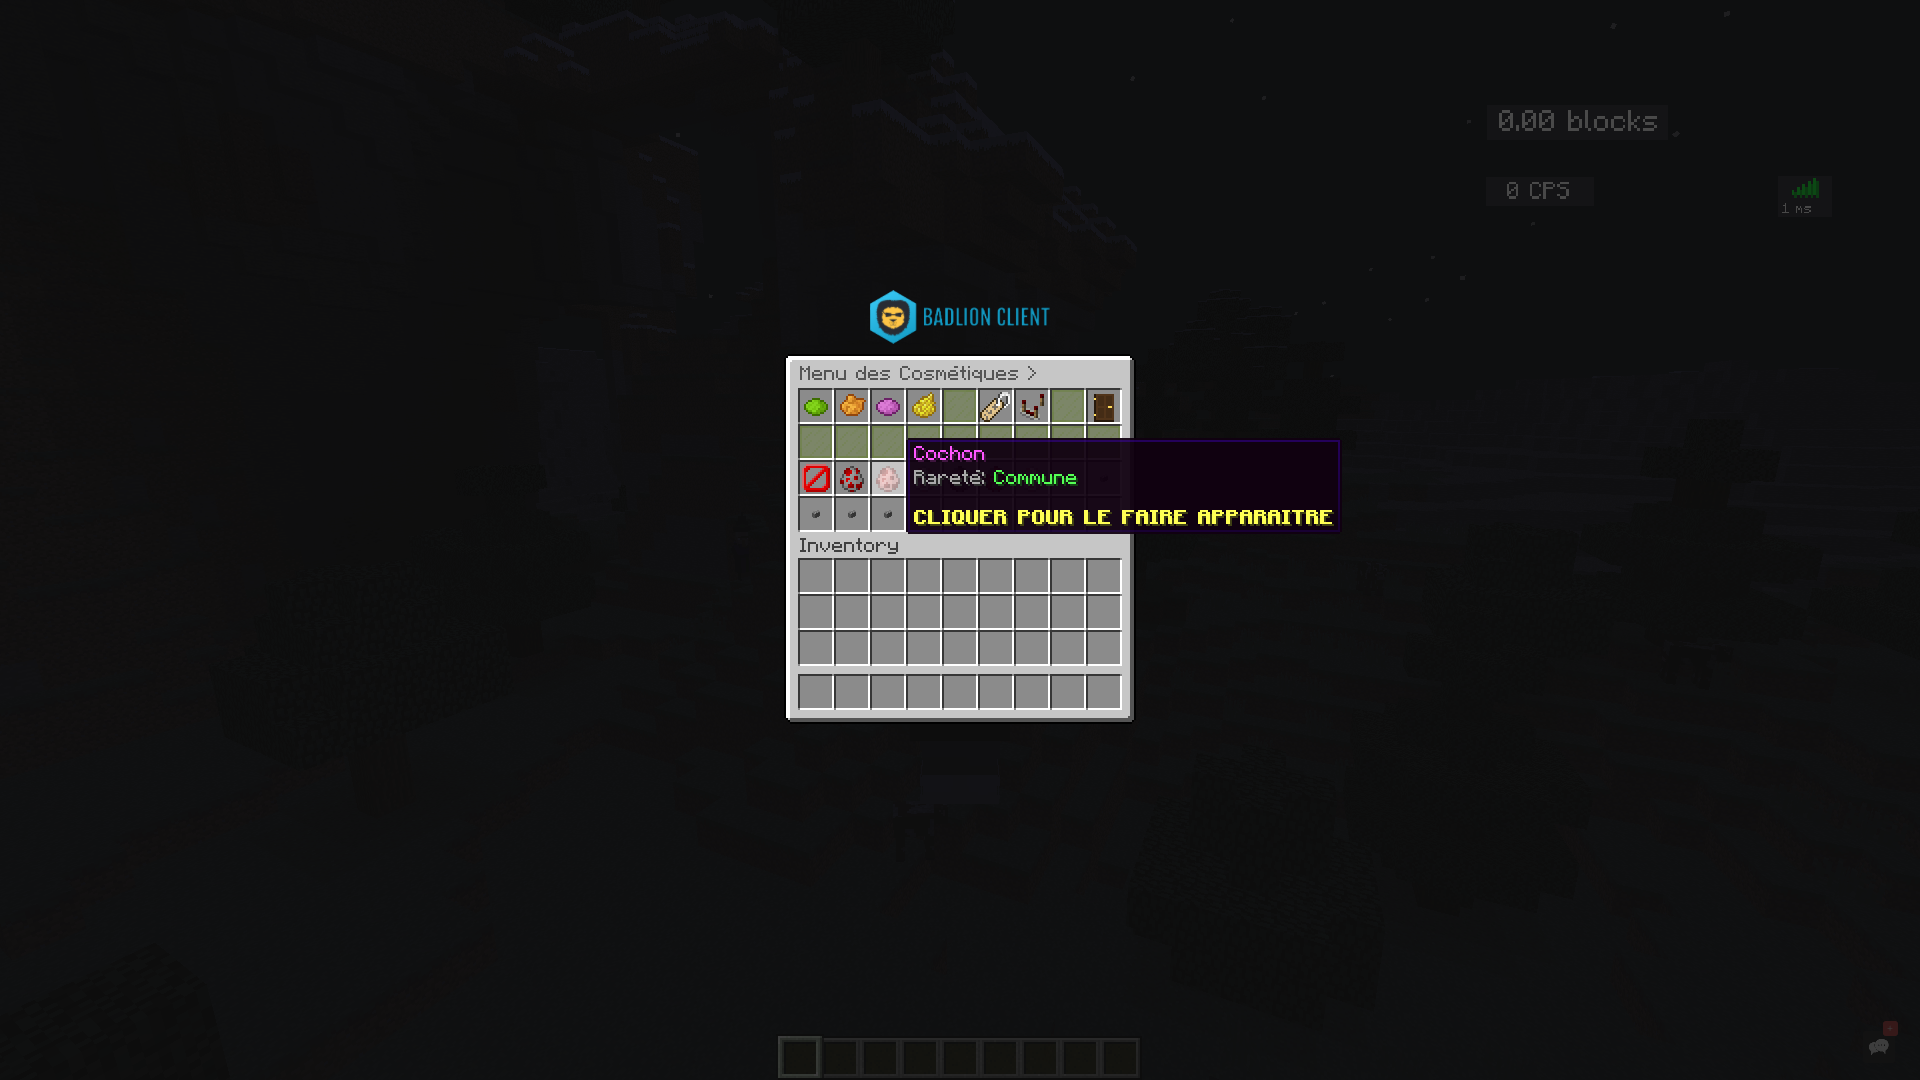 0.00 blocks
0 CPS
1 ms
BADLION CLIENT
Menu des Cosmétiques >
Cochon
Rareté: Commune
CLIQUER POUR LE FAIRE APPARAITRE
Inventory